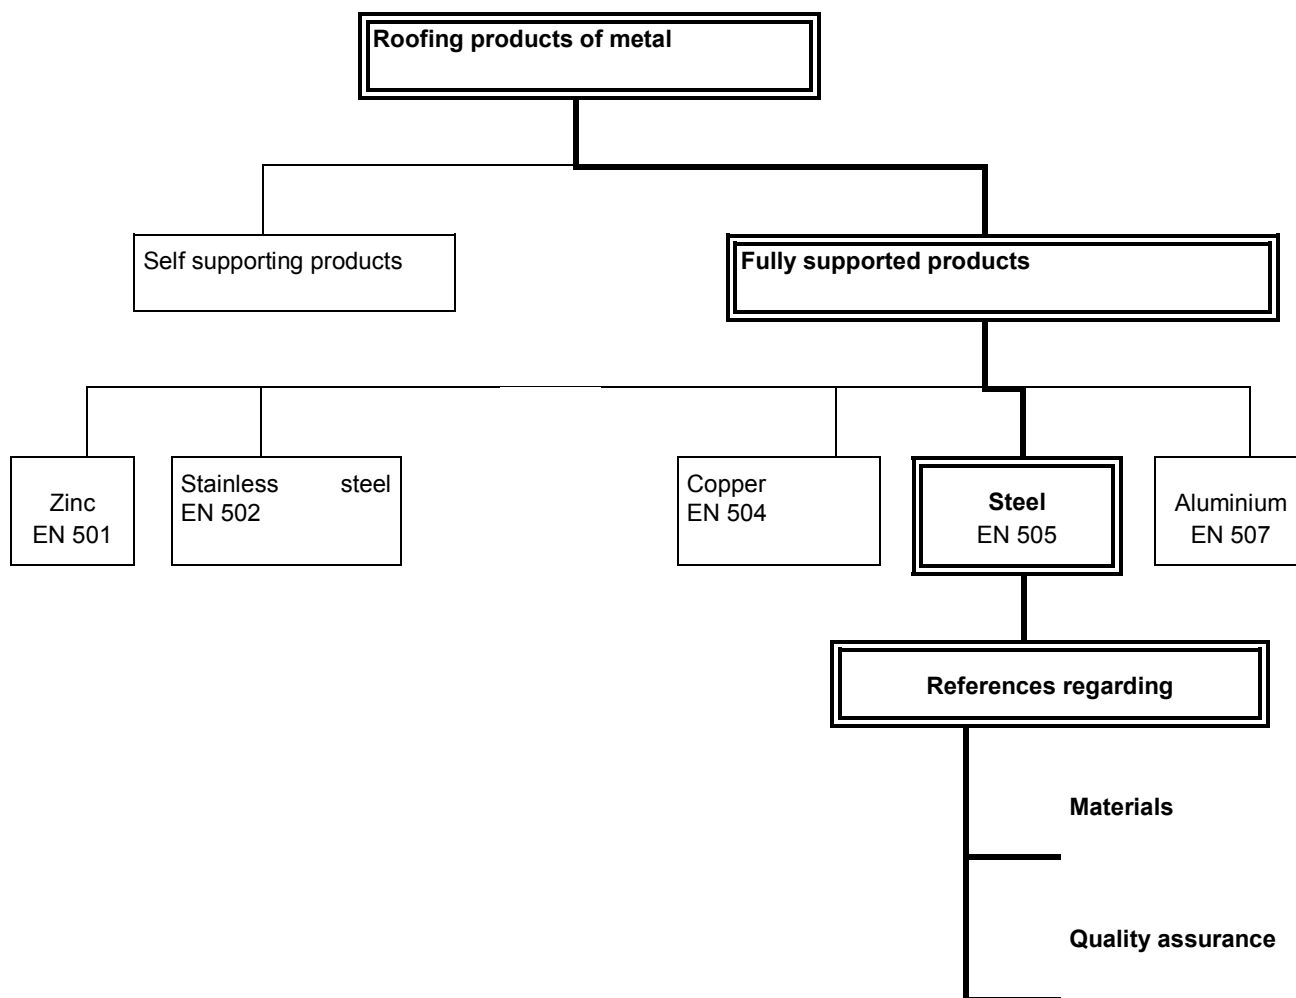 Roofing products of metal
Self supporting products
Fully supported products
Zinc
EN 501
Stainless steel
EN 502
Copper
EN 504
Steel
EN 505
Aluminium
EN 507
References regarding
Materials
Quality assurance